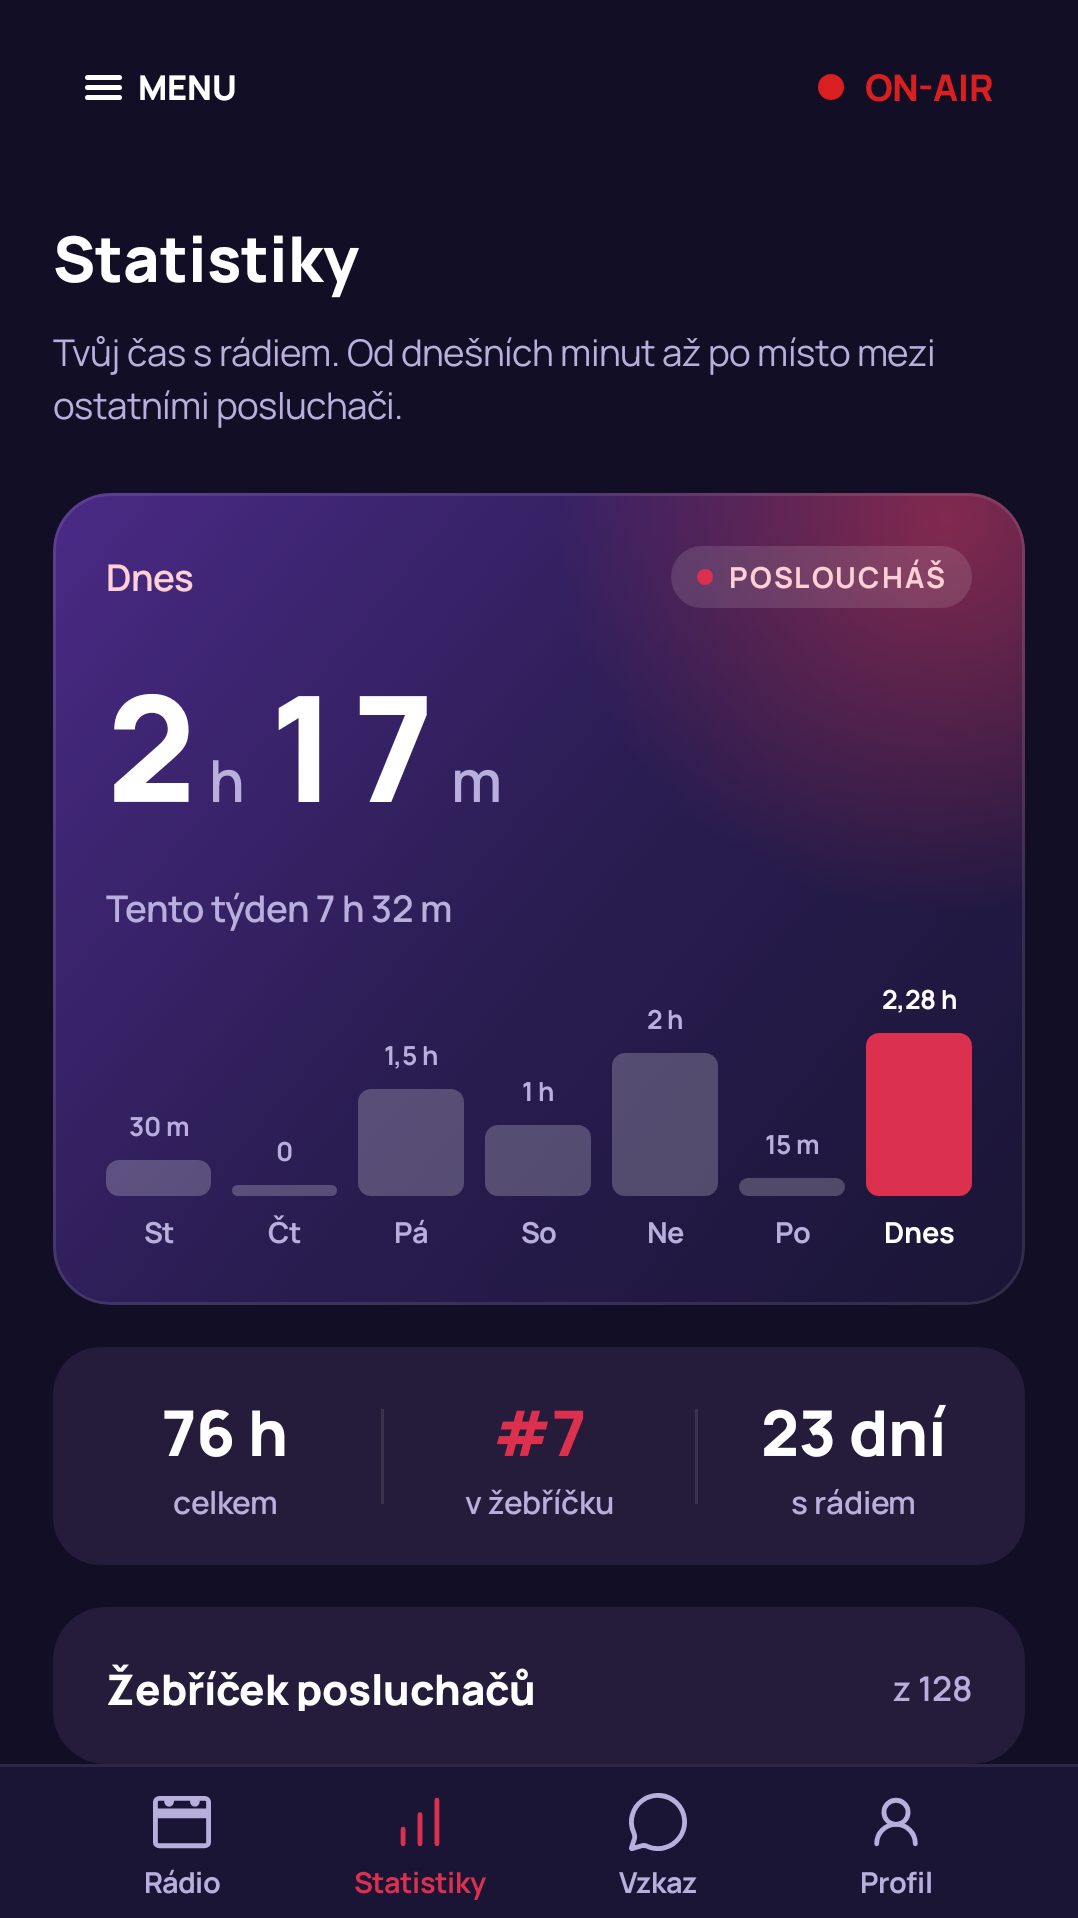 MENU
ON-AIR
Statistiky
Tvůj čas s rádiem. Od dnešních minut až po místo mezi
ostatními posluchači.
Dnes
POSLOUCHÁŠ
2 h 17 m
Tento týden 7 h 32 m
30 m
0
1,5 h
1 h
2 h
15 m
2,28 h
St
Čt
Pá
So
Ne
Po
Dnes
76 h
celkem
#7
v žebříčku
23 dní
s rádiem
Žebříček posluchačů
z 128
Rádio
Statistiky
Vzkaz
Profil